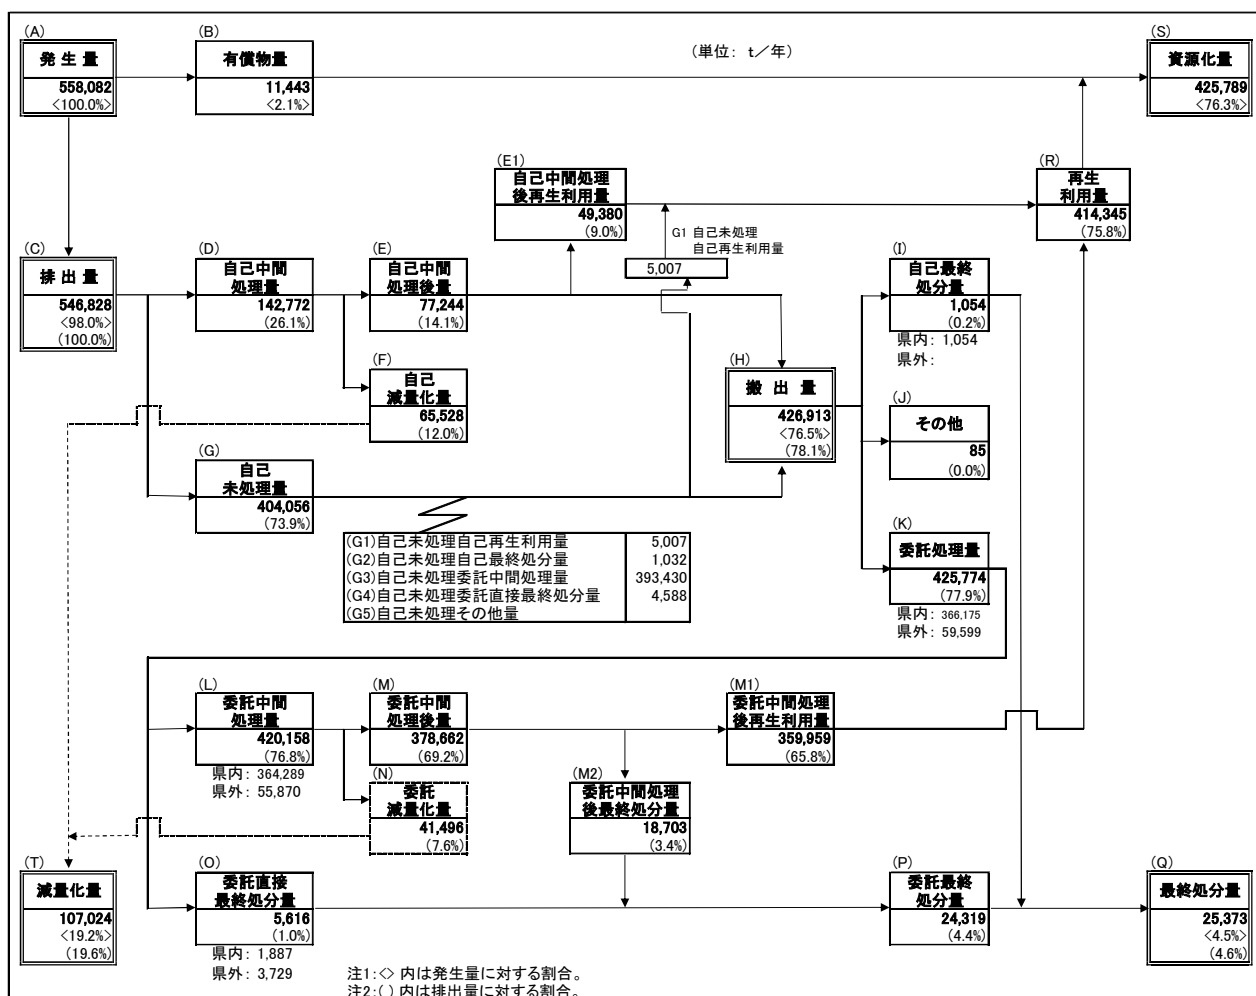 (A)
発 生 量
558,082
<100.0%>
(B)
有償物量
11,443
<2.1%>
(単位: t/年)
(S)
資源化量
425,789
<76.3%>
(E1)
自己中間処理
後再生利用量
49,380
(9.0%)
(R)
再生
利用量
414,345
(75.8%)
G1 自己未処理
自己再生利用量
5,007
(C)
排 出 量
546,828
<98.0%>
(100.0%)
(D)
自己中間
処理量
142,772
(26.1%)
(E)
自己中間
処理後量
77,244
(14.1%)
(I)
自己最終
処分量
1,054
(0.2%)
県内: 1,054
県外:
(F)
自己
減量化量
65,528
(12.0%)
(H)
搬 出 量
426,913
<76.5%>
(78.1%)
(J)
その他
85
(0.0%)
(G)
自己
未処理量
404,056
(73.9%)
(G1)自己未処理自己再生利用量 5,007
(G2)自己未処理自己最終処分量 1,032
(G3)自己未処理委託中間処理量 393,430
(G4)自己未処理委託直接最終処分量 4,588
(G5)自己未処理その他量
(K)
委託処理量
425,774
(77.9%)
県内: 366,175
県外: 59,599
(L)
委託中間
処理量
420,158
(76.8%)
県内: 364,289
県外: 55,870
(M)
委託中間
処理後量
378,662
(69.2%)
(M1)
委託中間処理
後再生利用量
359,959
(65.8%)
(N)
委託
減量化量
41,496
(7.6%)
(M2)
委託中間処理
後最終処分量
18,703
(3.4%)
(T)
減量化量
107,024
<19.2%>
(19.6%)
(O)
委託直接
最終処分量
5,616
(1.0%)
県内: 1,887
県外: 3,729
(P)
委託最終
処分量
24,319
(4.4%)
(Q)
最終処分量
25,373
<4.5%>
(4.6%)
注1:<> 内は発生量に対する割合。
注2:( ) 内は排出量に対する割合。